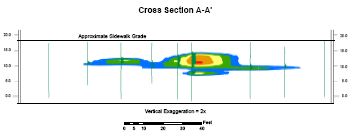 Cross Section A-A'
Approximate Sidewalk Grade
20.0 20.0
15.0 15.0
10.0 10.0
5.0 5.0
0.0 0.0
Vertical Exaggeration = 2x
0 5 10 20 30 40
FEET